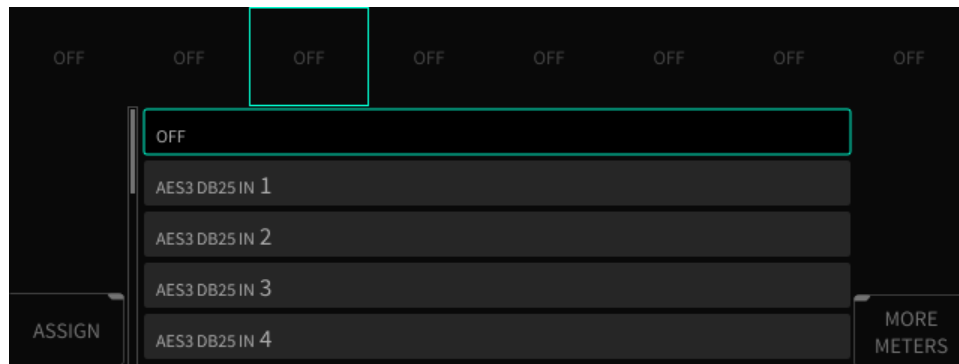 OFF OFF OFF OFF OFF OFF OFF OFF
OFF
AES3 DB25 IN 1
AES3 DB25 IN 2
AES3 DB25 IN 3
AES3 DB25 IN 4
ASSIGN
MORE
METERS